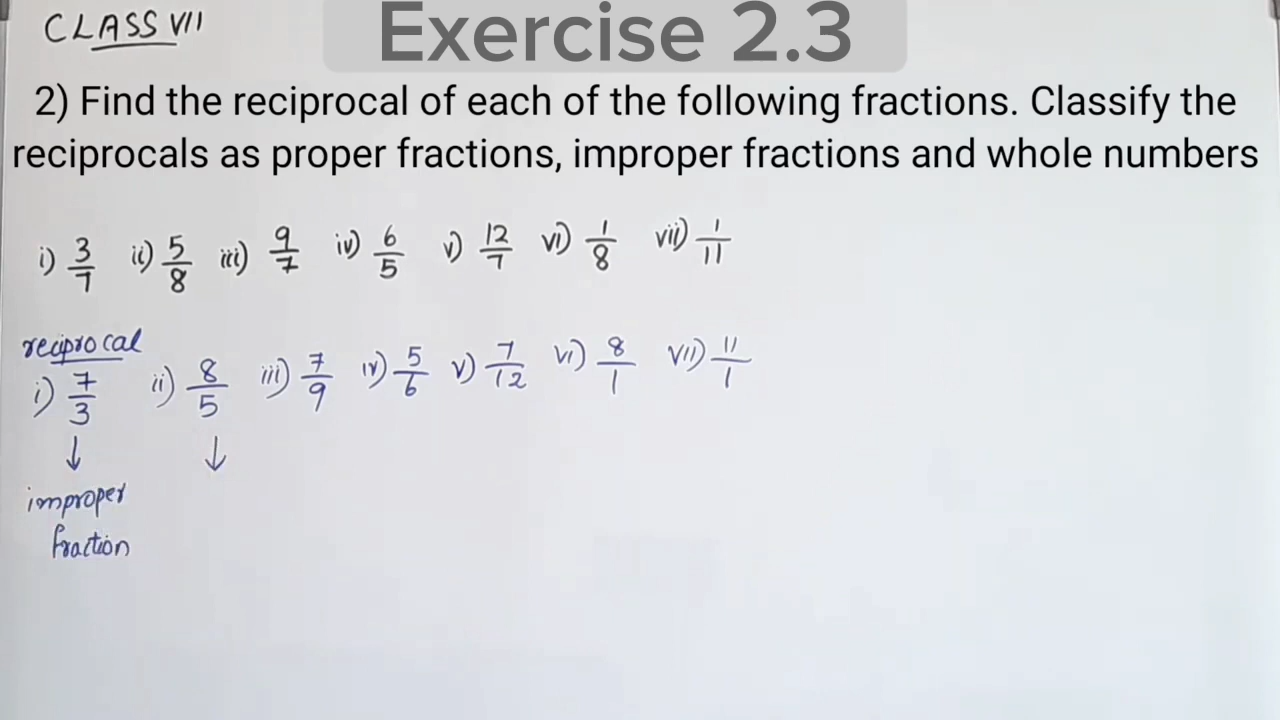 CLASS VII
Exercise 2.3
2) Find the reciprocal of each of the following fractions. Classify the
reciprocals as proper fractions, improper fractions and whole numbers
i) 3/7 ii) 5/8 iii) 9/7 iv) 6/5 v) 12/7 vi) 1/8 vii) 1/11
reciprocal
i) 7/3 ii) 8/5 iii) 7/9 iv) 5/6 v) 7/12 vi) 8/1 vii) 11/1
↓ ↓
improper
fraction